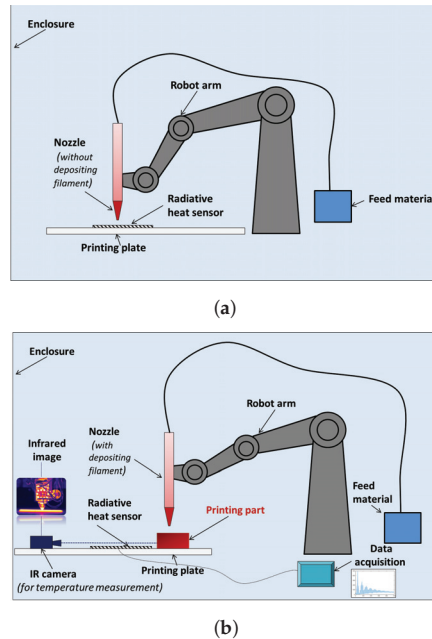 Enclosure
Robot arm
Nozzle
(without
depositing
filament)
Radiative
heat sensor
Feed material
Printing plate
(a)
Enclosure
Robot arm
Nozzle
(with
depositing
filament)
Infrared
image
Feed
material
Radiative
heat sensor
Printing part
Data
acquisition
IR camera
Printing plate
(for temperature measurement)
(b)